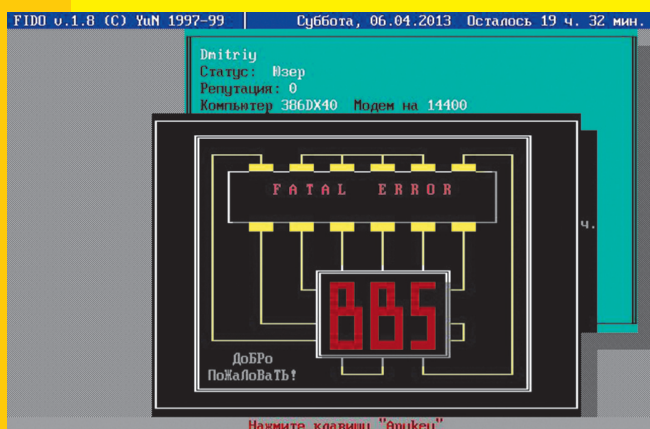 FIDO v.1.8 (C) YuN 1997-99 Суббота, 06.04.2013 Осталось 19 ч. 32 мин.
Dmitriy
Статус: Юзер
Репутация: 0
Компьютер 386DX40 Модем на 14400
FATAL ERROR
ч.
BBS
ДоБРо
ПоЖаЛоВаТЬ!
Нажмите клавишу "Anykey"